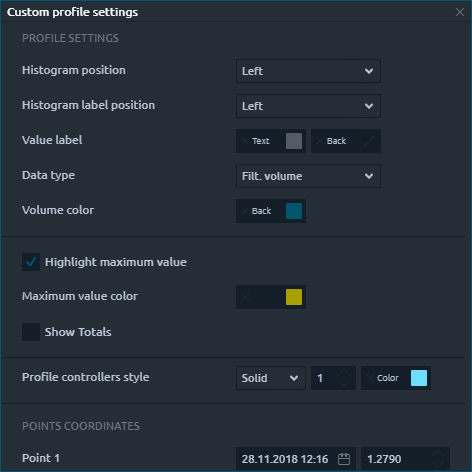 Custom profile settings
PROFILE SETTINGS
Histogram position Left
Histogram label position Left
Value label Text Back
Data type Filt. volume
Volume color Back
Highlight maximum value
Maximum value color
Show Totals
Profile controllers style Solid 1 Color
POINTS COORDINATES
Point 1 28.11.2018 12:16 1.2790